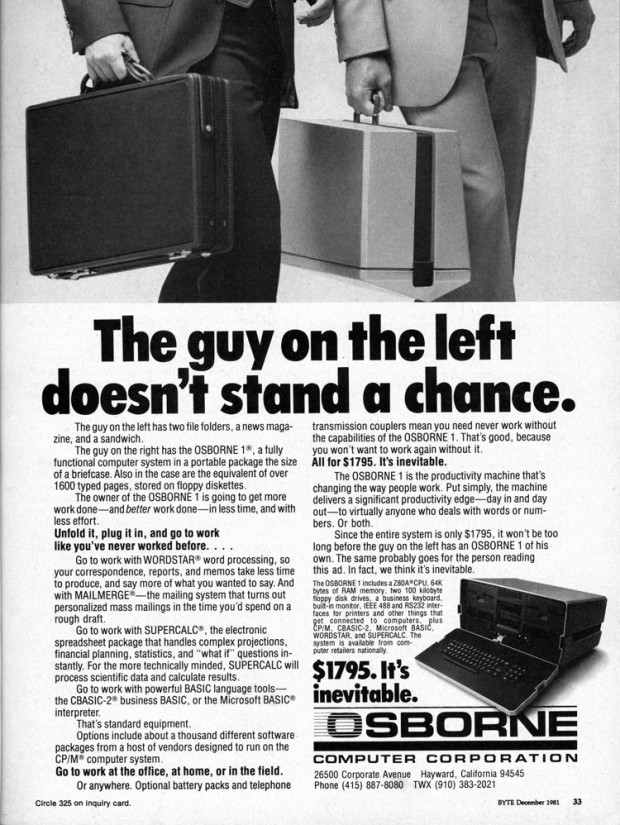 The guy on the left
doesn't stand a chance.
The guy on the left has two file folders, a news maga-
zine, and a sandwich.
The guy on the right has the OSBORNE 1®, a fully
functional computer system in a portable package the size
of a briefcase. Also in the case are the equivalent of over
1600 typed pages, stored on floppy diskettes.
The owner of the OSBORNE 1 is going to get more
work done—and better work done—in less time, and with
less effort.
Unfold it, plug it in, and go to work
like you've never worked before. . . .
Go to work with WORDSTAR® word processing, so
your correspondence, reports, and memos take less time
to produce, and say more of what you wanted to say. And
with MAILMERGE®—the mailing system that turns out
personalized mass mailings in the time you'd spend on a
rough draft.
Go to work with SUPERCALC®, the electronic
spreadsheet package that handles complex projections,
financial planning, statistics, and "what if" questions in-
stantly. For the more technically minded, SUPERCALC will
process scientific data and calculate results.
Go to work with powerful BASIC language tools—
the CBASIC-2® business BASIC, or the Microsoft BASIC®
interpreter.
That's standard equipment.
Options include about a thousand different software
packages from a host of vendors designed to run on the
CP/M® computer system.
Go to work at the office, at home, or in the field.
Or anywhere. Optional battery packs and telephone
transmission couplers mean you need never work without
the capabilities of the OSBORNE 1. That's good, because
you won't want to work again without it.
All for $1795. It's inevitable.
The OSBORNE 1 is the productivity machine that's
changing the way people work. Put simply, the machine
delivers a significant productivity edge—day in and day
out—to virtually anyone who deals with words or num-
bers. Or both.
Since the entire system is only $1795, it won't be too
long before the guy on the left has an OSBORNE 1 of his
own. The same probably goes for the person reading
this ad. In fact, we think it's inevitable.
The OSBORNE 1 includes a Z80A® CPU, 64K
bytes of RAM memory, two 100 kilobyte
floppy disk drives, a business keyboard,
built-in monitor, IEEE 488 and RS232 inter-
faces for printers and other things that
get connected to computers, plus
CP/M, CBASIC-2, Microsoft BASIC,
WORDSTAR, and SUPERCALC. The
system is available from com-
puter retailers nationally.
$1795. It's
inevitable.
OSBORNE
COMPUTER CORPORATION
26500 Corporate Avenue Hayward, California 94545
Phone (415) 887-8080 TWX (910) 383-2021
Circle 325 on inquiry card.
BYTE December 1981 33